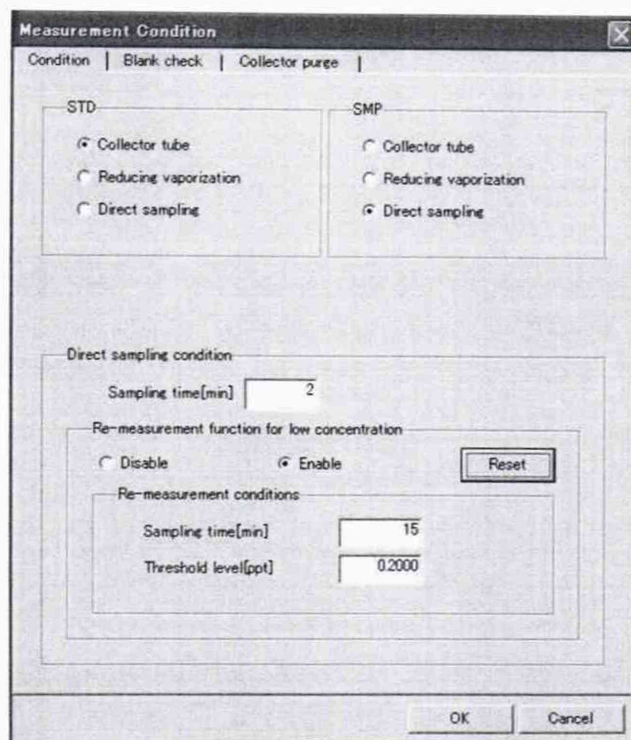 Measurement Condition
Condition | Blank check | Collector purge |
STD
Collector tube
Reducing vaporization
Direct sampling
SMP
Collector tube
Reducing vaporization
Direct sampling
Direct sampling condition
Sampling time[min] 2
Re-measurement function for low concentration
Disable Enable Reset
Re-measurement conditions
Sampling time[min] 15
Threshold level[ppt] 0.2000
OK Cancel